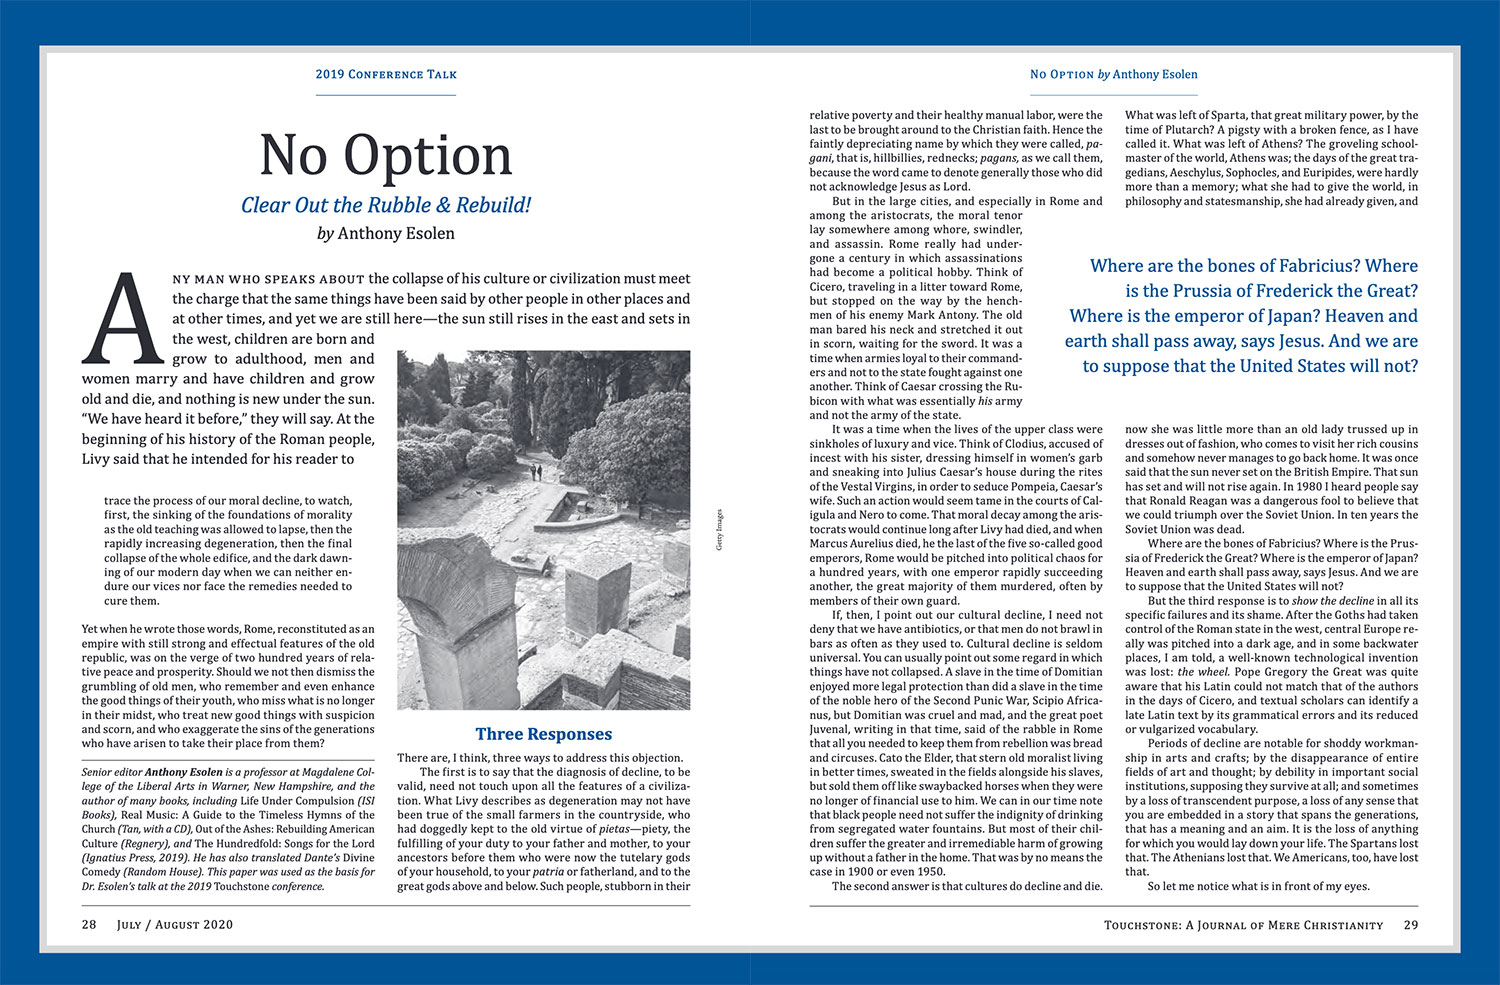 2019 Conference Talk
No Option
Clear Out the Rubble & Rebuild!
by Anthony Esolen
ANY MAN WHO SPEAKS ABOUT the collapse of his culture or civilization must meet
the charge that the same things have been said by other people in other places and
at other times, and yet we are still here—the sun still rises in the east and sets in
the west, children are born and
grow to adulthood, men and
women marry and have children and grow
old and die, and nothing is new under the sun.
“We have heard it before,” they will say. At the
beginning of his history of the Roman people,
Livy said that he intended for his reader to
trace the process of our moral decline, to watch,
first, the sinking of the foundations of morality
as the old teaching was allowed to lapse, then the
rapidly increasing degeneration, then the final
collapse of the whole edifice, and the dark dawn-
ing of our modern day when we can neither en-
dure our vices nor face the remedies needed to
cure them.
Yet when he wrote those words, Rome, reconstituted as an
empire with still strong and effectual features of the old
republic, was on the verge of two hundred years of rela-
tive peace and prosperity. Should we not then dismiss the
grumbling of old men, who remember and even enhance
the good things of their youth, who miss what is no longer
in their midst, who treat new good things with suspicion
and scorn, and who exaggerate the sins of the generations
who have arisen to take their place from them?
Senior editor Anthony Esolen is a professor at Magdalene Col-
lege of the Liberal Arts in Warner, New Hampshire, and the
author of many books, including Life Under Compulsion (ISI
Books), Real Music: A Guide to the Timeless Hymns of the
Church (Tan, with a CD), Out of the Ashes: Rebuilding American
Culture (Regnery), and The Hundredfold: Songs for the Lord
(Ignatius Press, 2019). He has also translated Dante’s Divine
Comedy (Random House). This paper was used as the basis for
Dr. Esolen’s talk at the 2019 Touchstone conference.
Getty Images
Three Responses
There are, I think, three ways to address this objection.
The first is to say that the diagnosis of decline, to be
valid, need not touch upon all the features of a civiliza-
tion. What Livy describes as degeneration may not have
been true of the small farmers in the countryside, who
had doggedly kept to the old virtue of pietas—piety, the
fulfilling of your duty to your father and mother, to your
ancestors before them who were now the tutelary gods
of your household, to your patria or fatherland, and to the
great gods above and below. Such people, stubborn in their
28 July / August 2020
No Option by Anthony Esolen
relative poverty and their healthy manual labor, were the
last to be brought around to the Christian faith. Hence the
faintly depreciating name by which they were called, pa-
gani, that is, hillbillies, rednecks; pagans, as we call them,
because the word came to denote generally those who did
not acknowledge Jesus as Lord.
But in the large cities, and especially in Rome and
among the aristocrats, the moral tenor
lay somewhere among whore, swindler,
and assassin. Rome really had under-
gone a century in which assassinations
had become a political hobby. Think of
Cicero, traveling in a litter toward Rome,
but stopped on the way by the hench-
men of his enemy Mark Antony. The old
man bared his neck and stretched it out
in scorn, waiting for the sword. It was a
time when armies loyal to their command-
ers and not to the state fought against one
another. Think of Caesar crossing the Ru-
bicon with what was essentially his army
and not the army of the state.
It was a time when the lives of the upper class were
sinkholes of luxury and vice. Think of Clodius, accused of
incest with his sister, dressing himself in women’s garb
and sneaking into Julius Caesar’s house during the rites
of the Vestal Virgins, in order to seduce Pompeia, Caesar’s
wife. Such an action would seem tame in the courts of Cal-
igula and Nero to come. That moral decay among the aris-
tocrats would continue long after Livy had died, and when
Marcus Aurelius died, he the last of the five so-called good
emperors, Rome would be pitched into political chaos for
a hundred years, with one emperor rapidly succeeding
another, the great majority of them murdered, often by
members of their own guard.
If, then, I point out our cultural decline, I need not
deny that we have antibiotics, or that men do not brawl in
bars as often as they used to. Cultural decline is seldom
universal. You can usually point out some regard in which
things have not collapsed. A slave in the time of Domitian
enjoyed more legal protection than did a slave in the time
of the noble hero of the Second Punic War, Scipio Africa-
nus, but Domitian was cruel and mad, and the great poet
Juvenal, writing in that time, said of the rabble in Rome
that all you needed to keep them from rebellion was bread
and circuses. Cato the Elder, that stern old moralist living
in better times, sweated in the fields alongside his slaves,
but sold them off like swaybacked horses when they were
no longer of financial use to him. We can in our time note
that black people need not suffer the indignity of drinking
from segregated water fountains. But most of their chil-
dren suffer the greater and irremediable harm of growing
up without a father in the home. That was by no means the
case in 1900 or even 1950.
The second answer is that cultures do decline and die.
What was left of Sparta, that great military power, by the
time of Plutarch? A pigsty with a broken fence, as I have
called it. What was left of Athens? The groveling school-
master of the world, Athens was; the days of the great tra-
gedians, Aeschylus, Sophocles, and Euripides, were hardly
more than a memory; what she had to give the world, in
philosophy and statesmanship, she had already given, and
Where are the bones of Fabricius? Where
is the Prussia of Frederick the Great?
Where is the emperor of Japan? Heaven and
earth shall pass away, says Jesus. And we are
to suppose that the United States will not?
now she was little more than an old lady trussed up in
dresses out of fashion, who comes to visit her rich cousins
and somehow never manages to go back home. It was once
said that the sun never set on the British Empire. That sun
has set and will not rise again. In 1980 I heard people say
that Ronald Reagan was a dangerous fool to believe that
we could triumph over the Soviet Union. In ten years the
Soviet Union was dead.
Where are the bones of Fabricius? Where is the Prus-
sia of Frederick the Great? Where is the emperor of Japan?
Heaven and earth shall pass away, says Jesus. And we are
to suppose that the United States will not?
But the third response is to show the decline in all its
specific failures and its shame. After the Goths had taken
control of the Roman state in the west, central Europe re-
ally was pitched into a dark age, and in some backwater
places, I am told, a well-known technological invention
was lost: the wheel. Pope Gregory the Great was quite
aware that his Latin could not match that of the authors
in the days of Cicero, and textual scholars can identify a
late Latin text by its grammatical errors and its reduced
or vulgarized vocabulary.
Periods of decline are notable for shoddy workman-
ship in arts and crafts; by the disappearance of entire
fields of art and thought; by debility in important social
institutions, supposing they survive at all; and sometimes
by a loss of transcendent purpose, a loss of any sense that
you are embedded in a story that spans the generations,
that has a meaning and an aim. It is the loss of anything
for which you would lay down your life. The Spartans lost
that. The Athenians lost that. We Americans, too, have lost
that.
So let me notice what is in front of my eyes.
Touchstone: A Journal of Mere Christianity 29